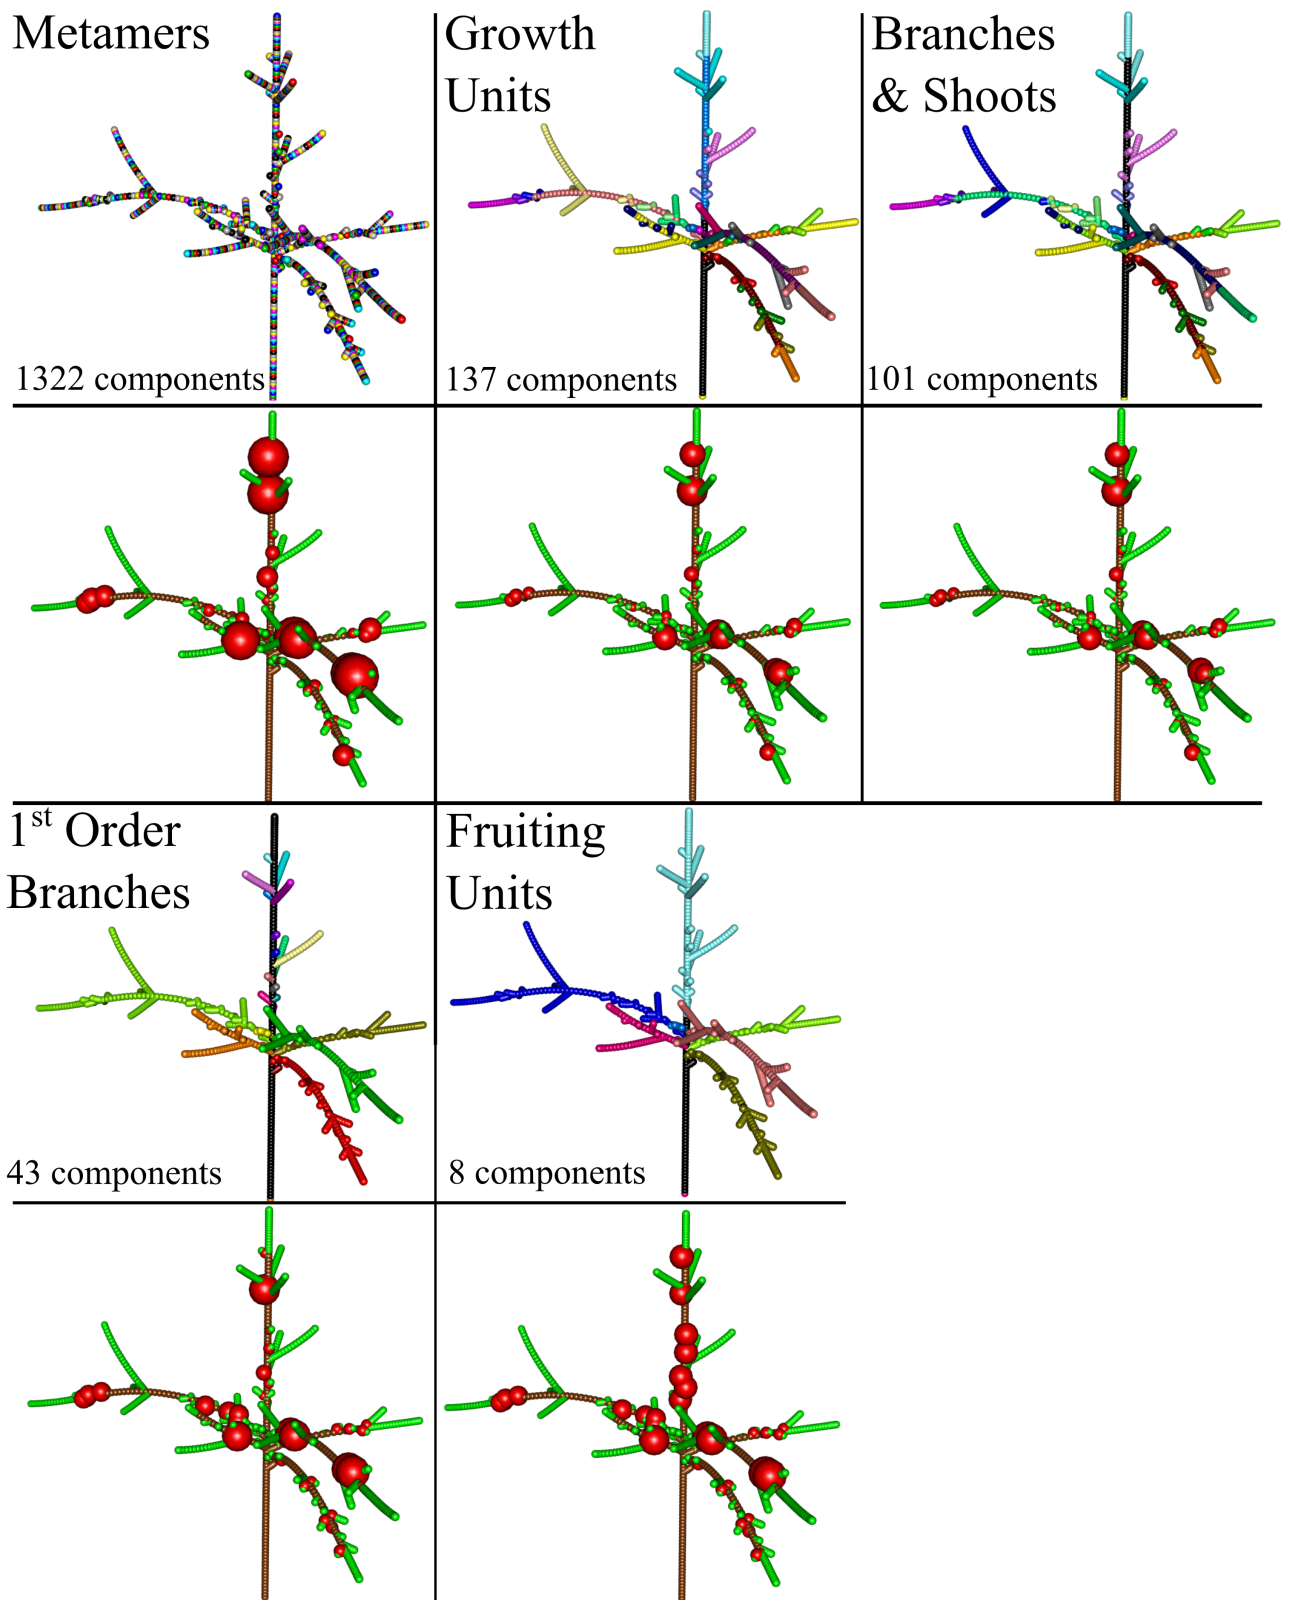 Metamers
1322 components
Growth
Units
137 components
Branches
& Shoots
101 components
1st Order
Branches
43 components
Fruiting
Units
8 components